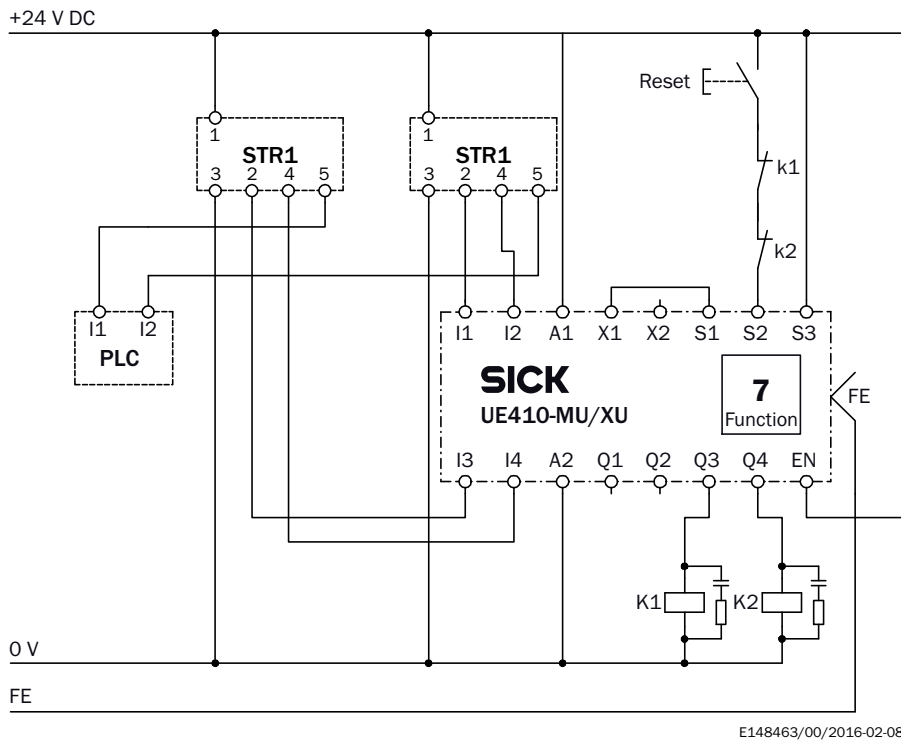 +24 V DC
Reset
1
1
STR1
STR1
3 2 4 5
3 2 4 5
k1
k2
I1 I2
PLC
I1 I2 A1 X1 X2 S1 S2 S3
SICK
UE410-MU/XU
7
Function
FE
I3 I4 A2 Q1 Q2 Q3 Q4 EN
K1
K2
0 V
FE
E148463/00/2016-02-08